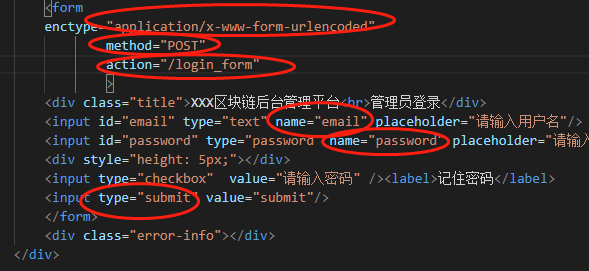 <form
enctype="application/x-www-form-urlencoded"
method="POST"
action="/login_form"
>
<div class="title">XXX区块链后台管理平台<br>管理员登录</div>
<input id="email" type="text" name="email" placeholder="请输入用户名"/>
<input id="password" type="password" name="password" placeholder="请输入
<div style="height: 5px;"></div>
<input type="checkbox"  value="请输入密码" /><label>记住密码</label>
<input type="submit" value="submit"/>
</form>
<div class="error-info"></div>
</div>